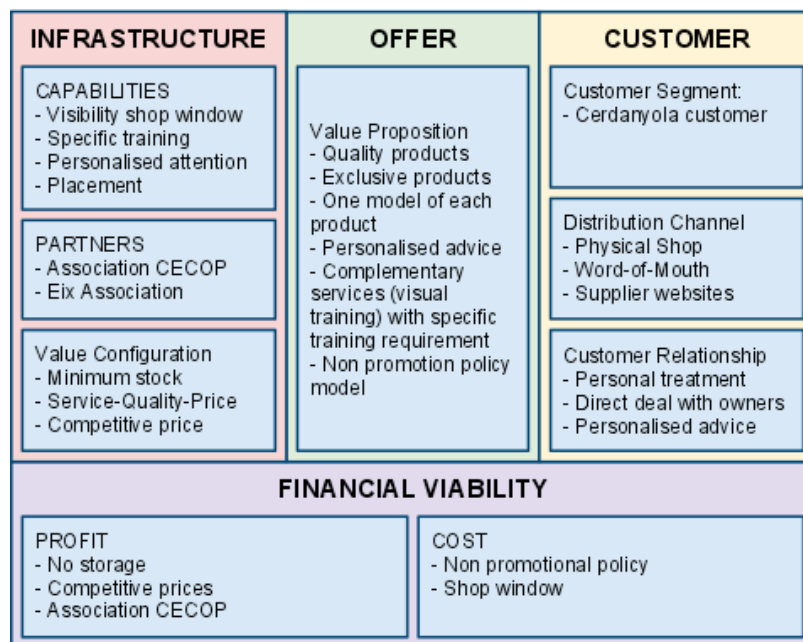 INFRASTRUCTURE
CAPABILITIES
- Visibility shop window
- Specific training
- Personalised attention
- Placement
PARTNERS
- Association CECOP
- Eix Association
Value Configuration
- Minimum stock
- Service-Quality-Price
- Competitive price
OFFER
Value Proposition
- Quality products
- Exclusive products
- One model of each
product
- Personalised advice
- Complementary
services (visual
training) with specific
training requirement
- Non promotion policy
model
CUSTOMER
Customer Segment:
- Cerdanyola customer
Distribution Channel
- Physical Shop
- Word-of-Mouth
- Supplier websites
Customer Relationship
- Personal treatment
- Direct deal with owners
- Personalised advice
FINANCIAL VIABILITY
PROFIT
- No storage
- Competitive prices
- Association CECOP
COST
- Non promotional policy
- Shop window